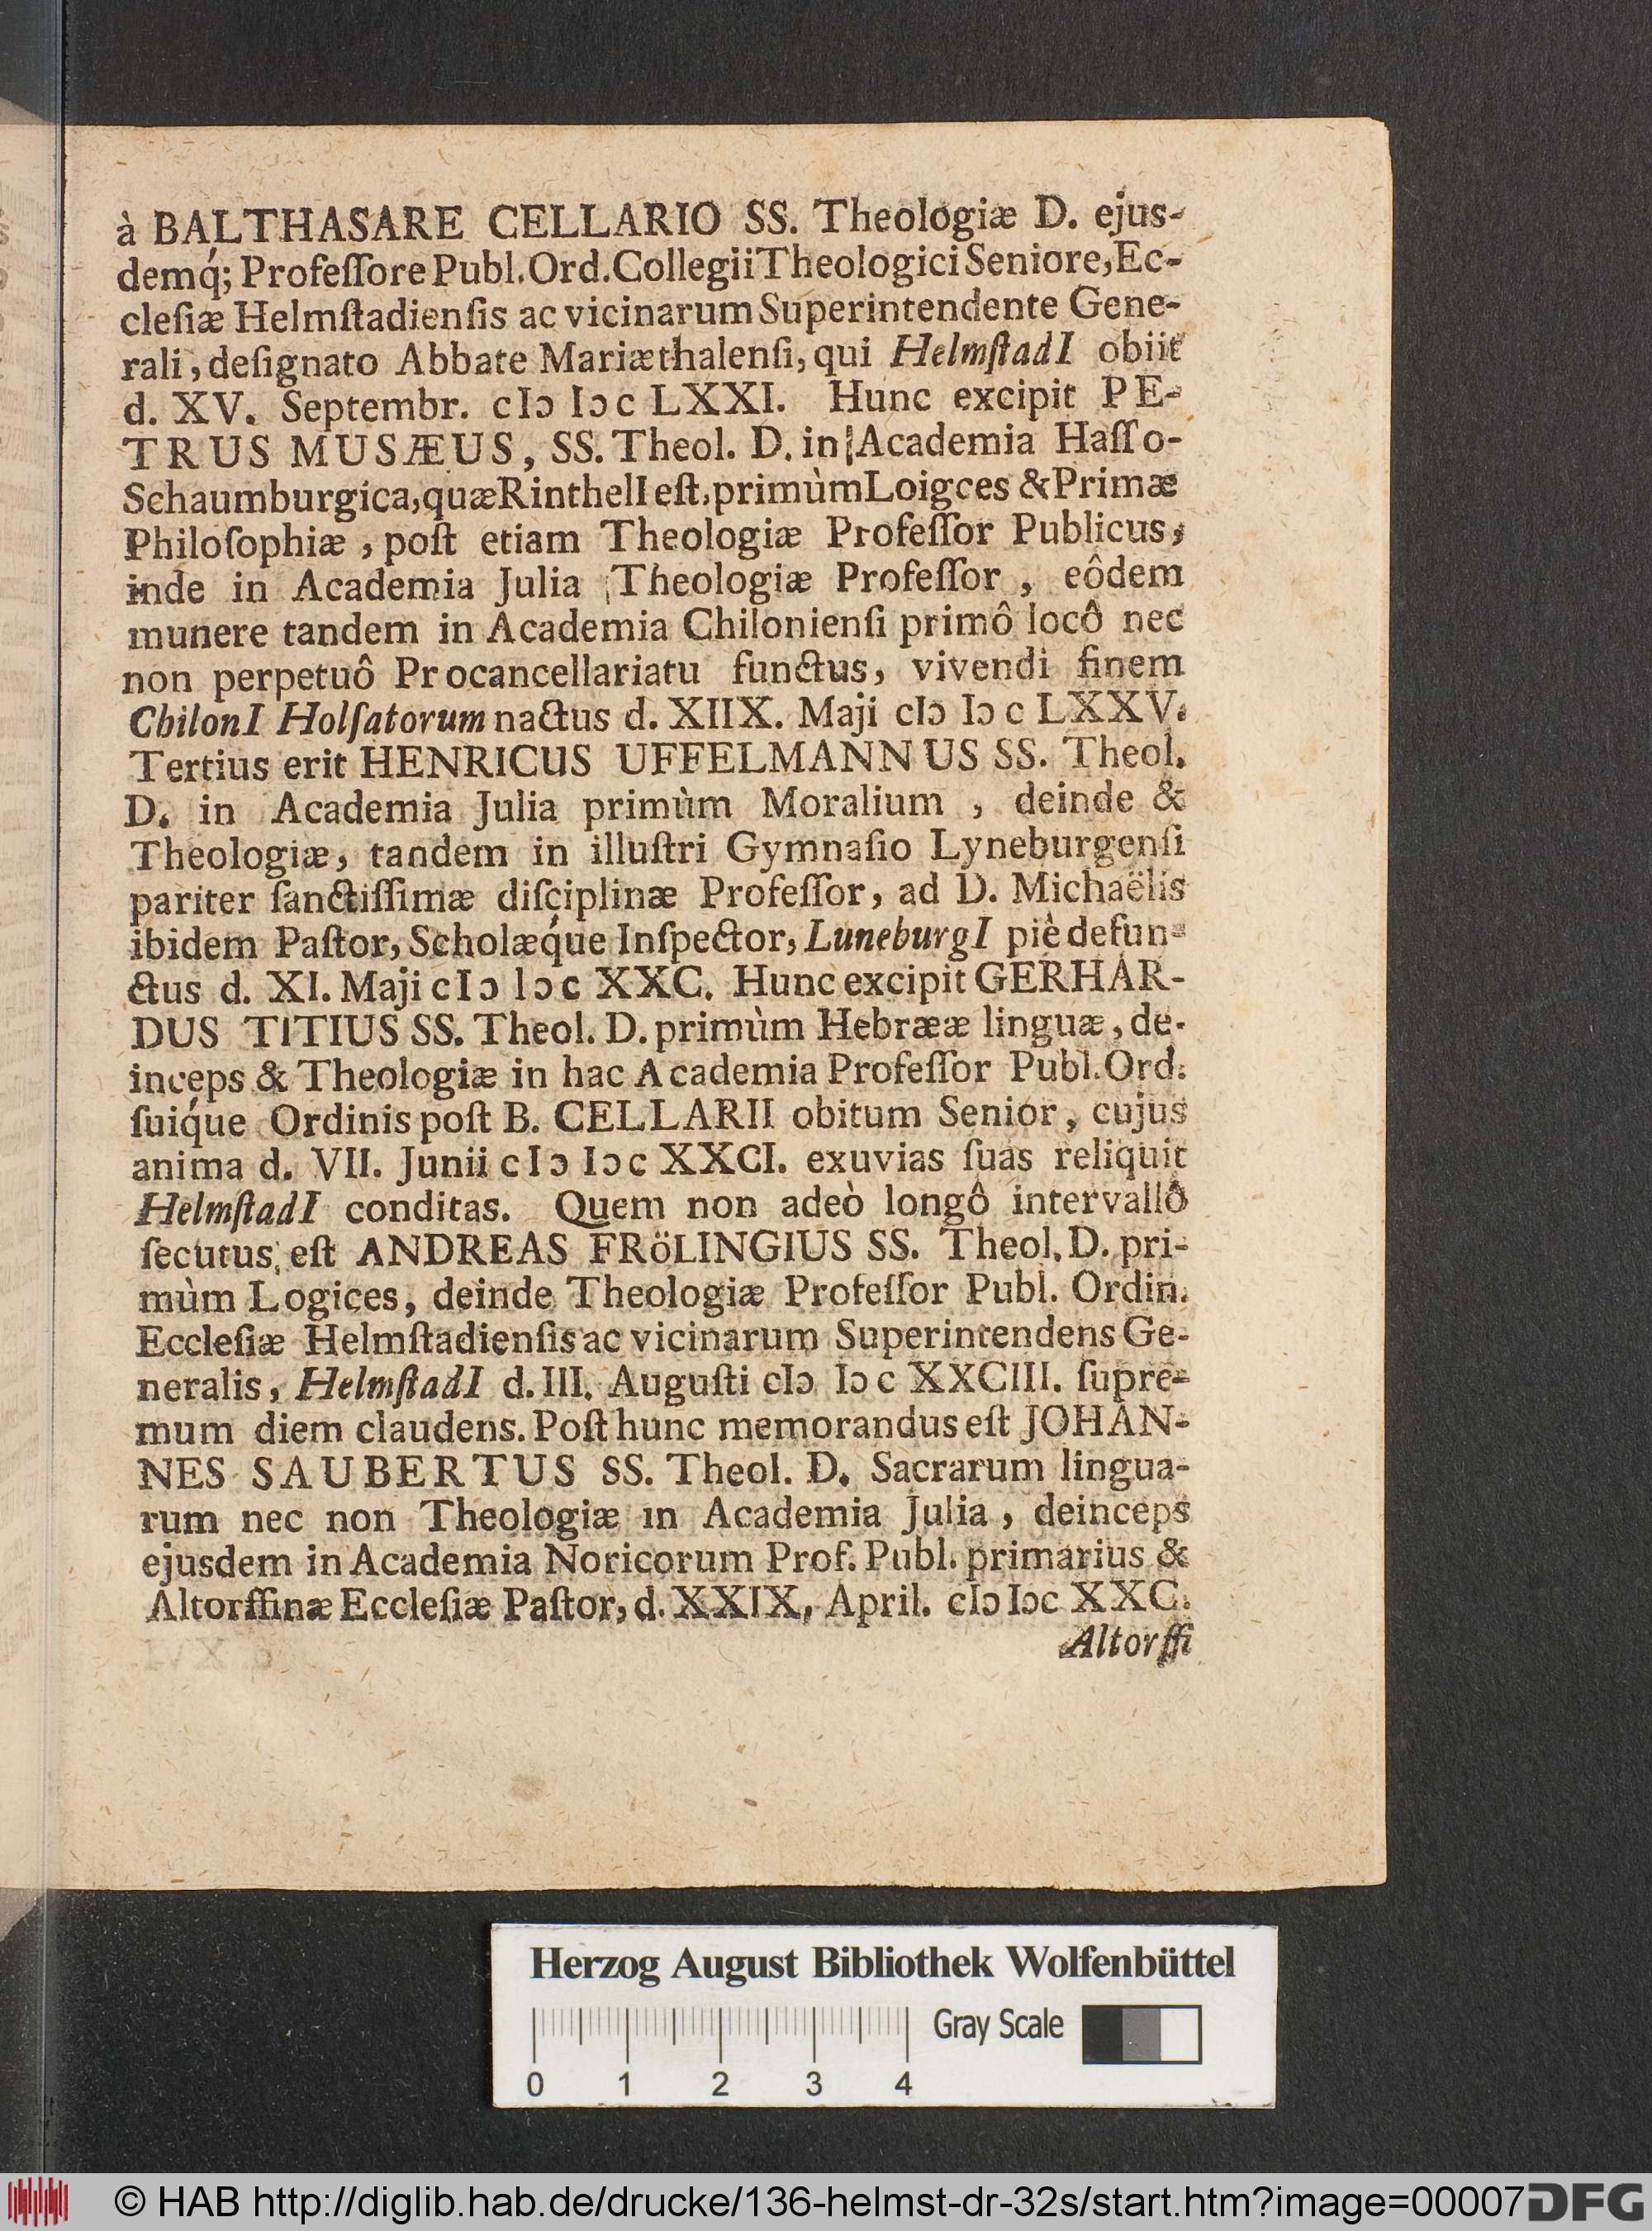 à BALTHASARE CELLARIO SS. Theologiæ D. ejus-
demq́; Profeſſore Publ. Ord. Collegii Theologici Seniore, Ec-
cleſiæ Helmſtadienſis ac vicinarum Superintendente Gene-
rali, deſignato Abbate Mariæthalenſi, qui HelmſtadI obiit
d. XV. Septembr. cIↄ Iↄc LXXI. Hunc excipit PE-
TRUS MUSÆUS, SS. Theol. D. in Academia Haſſo-
Schaumburgica, quæ RinthelI eſt, primùm Loigces & Primæ
Philoſophiæ, poſt etiam Theologiæ Profeſſor Publicus,
inde in Academia Julia Theologiæ Profeſſor, eôdem
munere tandem in Academia Chilonienſi primô locô nec
non perpetuô Procancellariatu functus, vivendi finem
ChilonI Holſatorum nactus d. XIIX. Maji cIↄ Iↄ c LXXV.
Tertius erit HENRICUS UFFELMANNUS SS. Theol.
D. in Academia Julia primùm Moralium, deinde &
Theologiæ, tandem in illuſtri Gymnaſio Lyneburgenſi
pariter ſanctiſſimæ diſciplinæ Profeſſor, ad D. Michaëlis
ibidem Paſtor, Scholæq́ue Inſpector, LuneburgI piè defun-
ctus d. XI. Maji cIↄ Iↄc XXC. Hunc excipit GERHAR-
DUS TITIUS SS. Theol. D. primùm Hebrææ linguæ, de-
inceps & Theologiæ in hac Academia Profeſſor Publ. Ord.
ſuiq́ue Ordinis poſt B. CELLARII obitum Senior, cujus
anima d. VII. Junii cIↄ Iↄc XXCI. exuvias ſuas reliquit
HelmſtadI conditas. Quem non adeò longô intervallô
ſecutus eſt ANDREAS FRöLINGIUS SS. Theol. D. pri-
mùm Logices, deinde Theologiæ Profeſſor Publ. Ordin.
Eccleſiæ Helmſtadienſis ac vicinarum Superintendens Ge-
neralis, HelmſtadI d. III. Auguſti cIↄ Iↄ c XXCIII. ſupre-
mum diem claudens. Poſt hunc memorandus eſt JOHAN-
NES SAUBERTUS SS. Theol. D. Sacrarum lingua-
rum nec non Theologiæ in Academia Julia, deinceps
ejusdem in Academia Noricorum Prof. Publ. primarius &
Altorffinæ Eccleſiæ Paſtor, d. XXIX, April. cIↄ Iↄc XXC.
Altorffi
Herzog August Bibliothek Wolfenbüttel
Gray Scale
0 1 2 3 4
© HAB http://diglib.hab.de/drucke/136-helmst-dr-32s/start.htm?image=00007 DFG